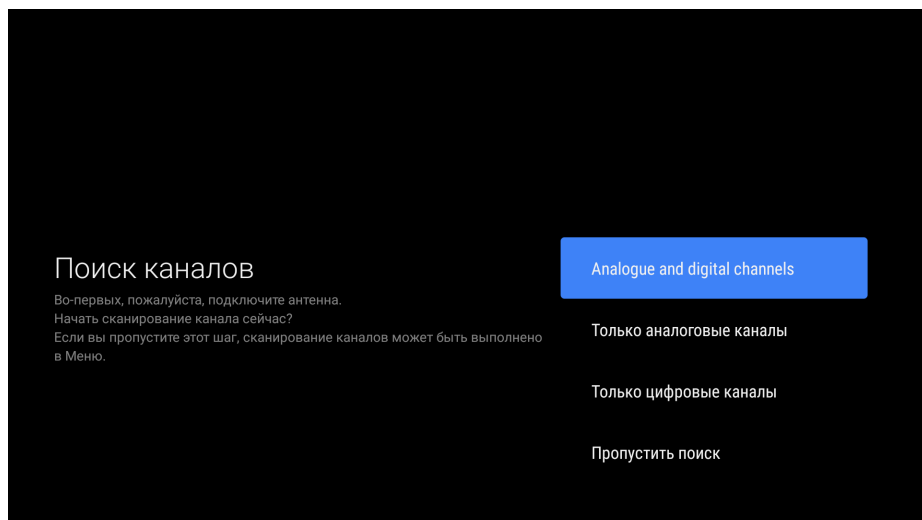 Поиск каналов
Во-первых, пожалуйста, подключите антенна.
Начать сканирование канала сейчас?
Если вы пропустите этот шаг, сканирование каналов может быть выполнено
в Меню.
Analogue and digital channels
Только аналоговые каналы
Только цифровые каналы
Пропустить поиск